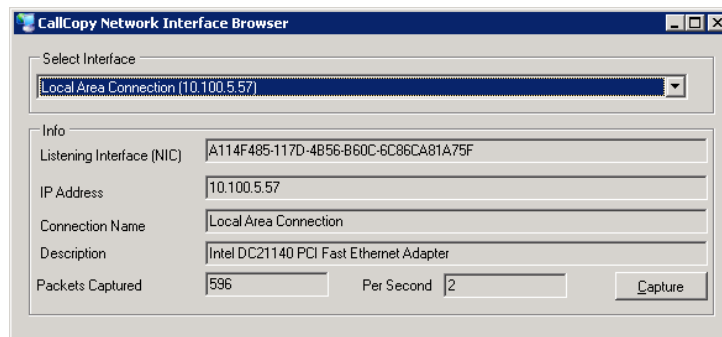 CallCopy Network Interface Browser
Select Interface
Local Area Connection (10.100.5.57)
Info
Listening Interface (NIC) A114F485-117D-4B56-B60C-6C86CA81A75F
IP Address 10.100.5.57
Connection Name Local Area Connection
Description Intel DC21140 PCI Fast Ethernet Adapter
Packets Captured 596 Per Second 2 Capture